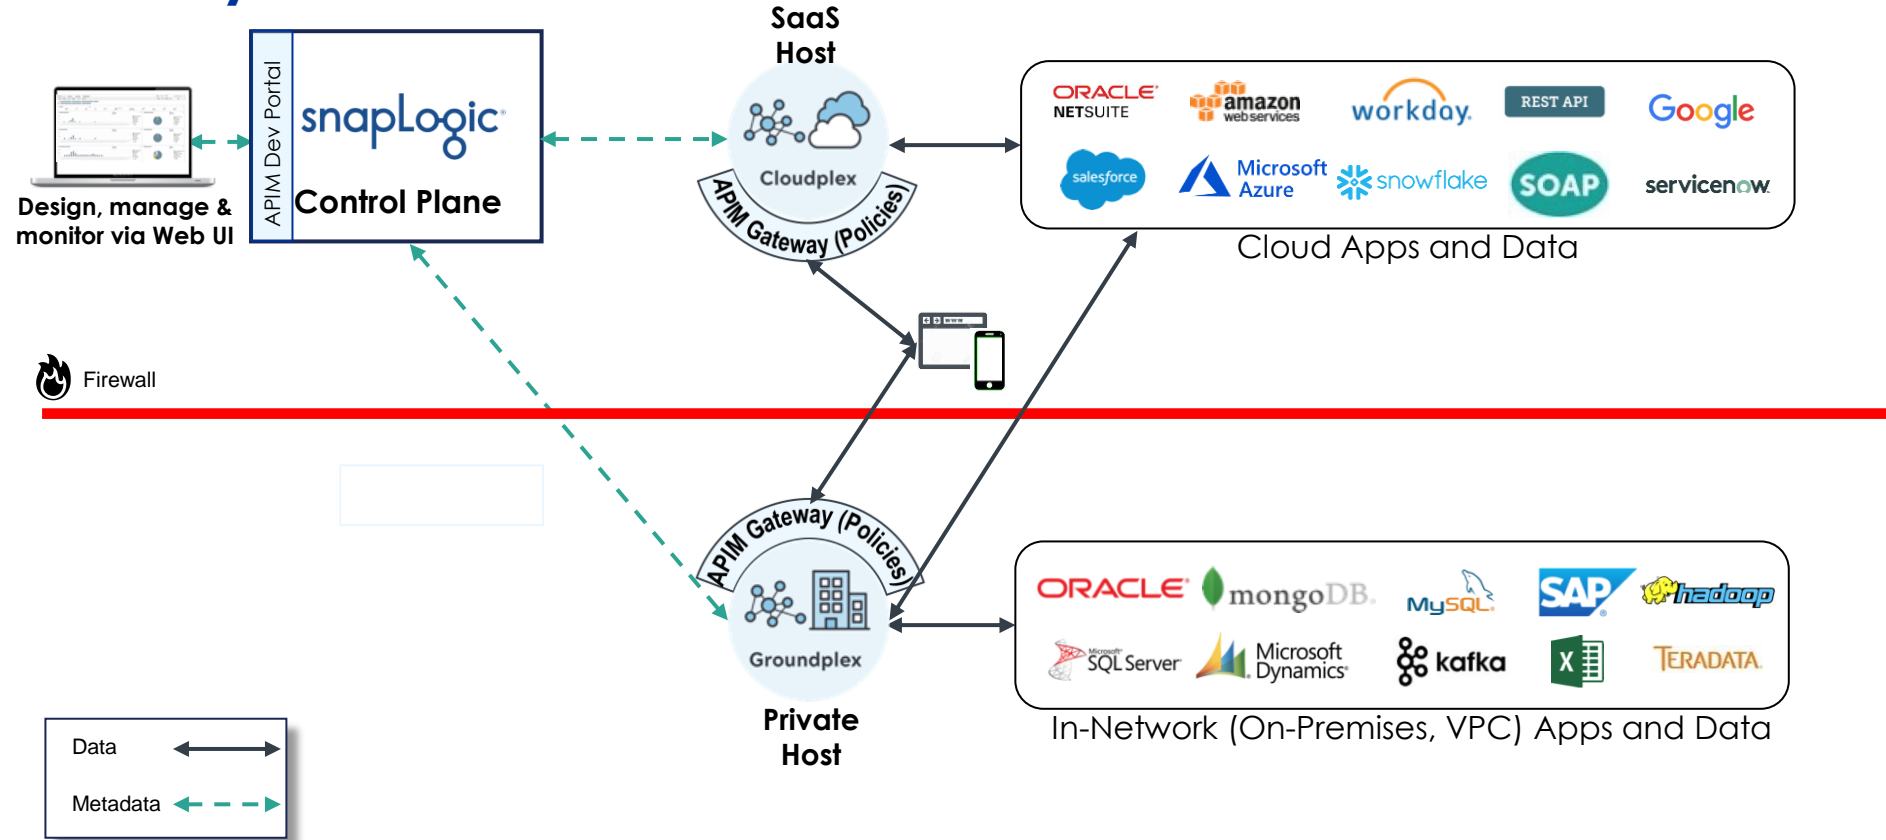 SaaS
Host
APIM Dev Portal
snapLogic
Control Plane
Design, manage &
monitor via Web UI
Cloudplex
APIM Gateway (Policies)
ORACLE
NETSUITE
amazon
webservices
workday.
REST API
Google
salesforce
Microsoft
Azure
snowflake
SOAP
servicenow
Cloud Apps and Data
WWW
Firewall
APIM Gateway (Policies)
Groundplex
Private
Host
ORACLE
mongoDB.
MySQL
SAP
hadoop
Microsoft
SQL Server
Microsoft
Dynamics
kafka
X
TERADATA.
In-Network (On-Premises, VPC) Apps and Data
Data
Metadata